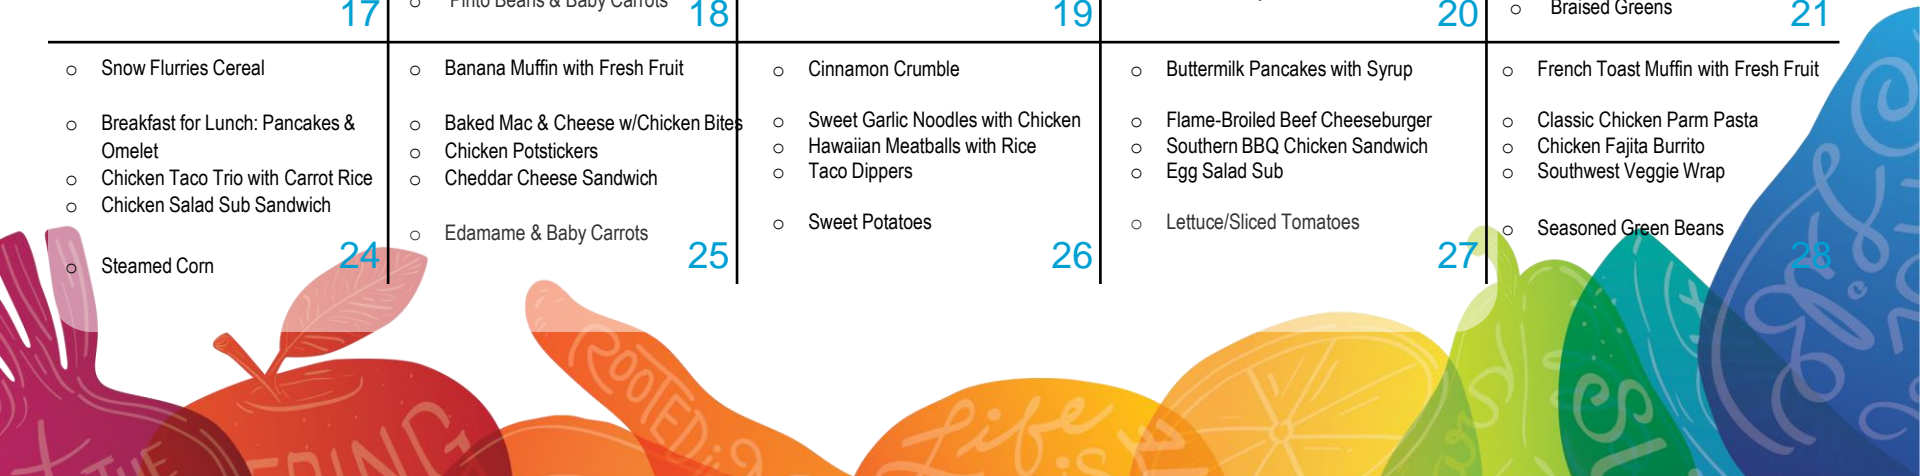 17
Pinto Beans & Baby Carrots
18
19
20
Braised Greens
21
Snow Flurries Cereal
Breakfast for Lunch: Pancakes &
Omelet
Chicken Taco Trio with Carrot Rice
Chicken Salad Sub Sandwich
Steamed Corn
24
Banana Muffin with Fresh Fruit
Baked Mac & Cheese w/Chicken Bites
Chicken Potstickers
Cheddar Cheese Sandwich
Edamame & Baby Carrots
25
Cinnamon Crumble
Sweet Garlic Noodles with Chicken
Hawaiian Meatballs with Rice
Taco Dippers
Sweet Potatoes
26
Buttermilk Pancakes with Syrup
Flame-Broiled Beef Cheeseburger
Southern BBQ Chicken Sandwich
Egg Salad Sub
Lettuce/Sliced Tomatoes
27
French Toast Muffin with Fresh Fruit
Classic Chicken Parm Pasta
Chicken Fajita Burrito
Southwest Veggie Wrap
Seasoned Green Beans
28
THE
ROOTED
Life
is